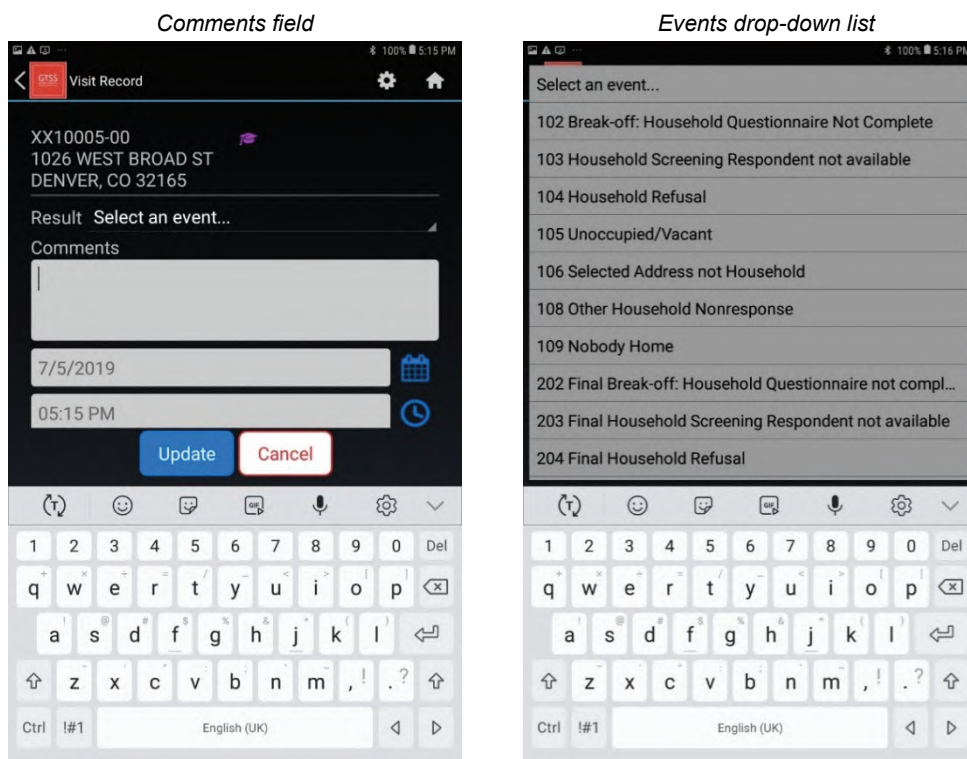 Comments field
100% 5:15 PM
GTSS Visit Record
XX10005-00
1026 WEST BROAD ST
DENVER, CO 32165
Result Select an event...
Comments
7/5/2019
05:15 PM
Update Cancel
GIF
1 2 3 4 5 6 7 8 9 0 Del
q w e r t y u i o p
a s d f g h j k l
z x c v b n m , ! . ?
Ctrl !#1 English (UK)
Events drop-down list
100% 5:16 PM
Select an event...
102 Break-off: Household Questionnaire Not Complete
103 Household Screening Respondent not available
104 Household Refusal
105 Unoccupied/Vacant
106 Selected Address not Household
108 Other Household Nonresponse
109 Nobody Home
202 Final Break-off: Household Questionnaire not compl...
203 Final Household Screening Respondent not available
204 Final Household Refusal
GIF
1 2 3 4 5 6 7 8 9 0 Del
q w e r t y u i o p
a s d f g h j k l
z x c v b n m , ! . ?
Ctrl !#1 English (UK)